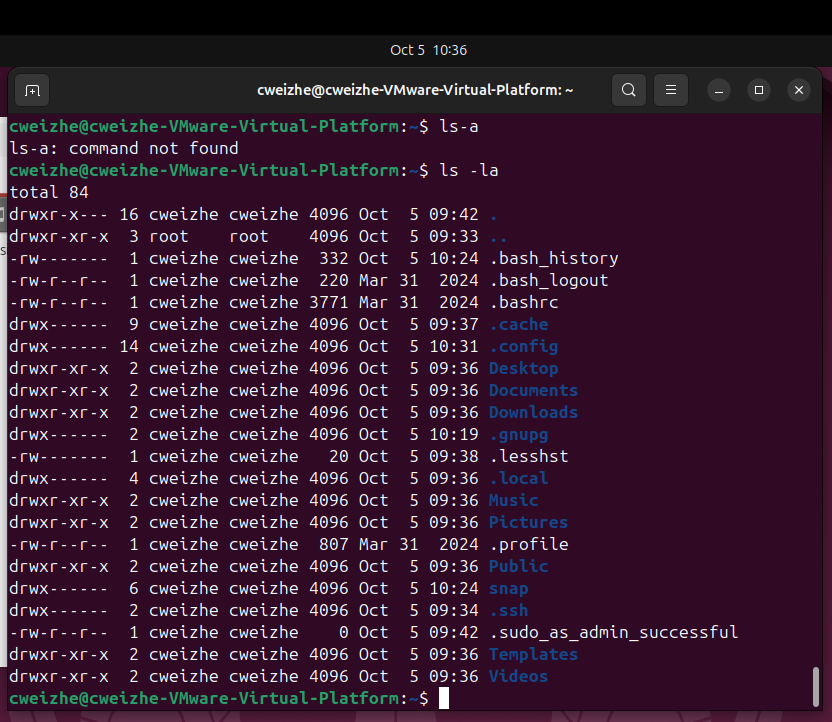 Oct 5 10:36
cweizhe@cweizhe-VMware-Virtual-Platform: ~
cweizhe@cweizhe-VMware-Virtual-Platform:~$ ls-a
ls-a: command not found
cweizhe@cweizhe-VMware-Virtual-Platform:~$ ls -la
total 84
drwxr-x--- 16 cweizhe cweizhe 4096 Oct  5 09:42 .
drwxr-xr-x  3 root    root    4096 Oct  5 09:33 ..
-rw-------  1 cweizhe cweizhe  332 Oct  5 10:24 .bash_history
-rw-r--r--  1 cweizhe cweizhe  220 Mar 31  2024 .bash_logout
-rw-r--r--  1 cweizhe cweizhe 3771 Mar 31  2024 .bashrc
drwx------  9 cweizhe cweizhe 4096 Oct  5 09:37 .cache
drwx------ 14 cweizhe cweizhe 4096 Oct  5 10:31 .config
drwxr-xr-x  2 cweizhe cweizhe 4096 Oct  5 09:36 Desktop
drwxr-xr-x  2 cweizhe cweizhe 4096 Oct  5 09:36 Documents
drwxr-xr-x  2 cweizhe cweizhe 4096 Oct  5 09:36 Downloads
drwx------  2 cweizhe cweizhe 4096 Oct  5 10:19 .gnupg
-rw-------  1 cweizhe cweizhe   20 Oct  5 09:38 .lesshst
drwx------  4 cweizhe cweizhe 4096 Oct  5 09:36 .local
drwxr-xr-x  2 cweizhe cweizhe 4096 Oct  5 09:36 Music
drwxr-xr-x  2 cweizhe cweizhe 4096 Oct  5 09:36 Pictures
-rw-r--r--  1 cweizhe cweizhe  807 Mar 31  2024 .profile
drwxr-xr-x  2 cweizhe cweizhe 4096 Oct  5 09:36 Public
drwx------  6 cweizhe cweizhe 4096 Oct  5 10:24 snap
drwx------  2 cweizhe cweizhe 4096 Oct  5 09:34 .ssh
-rw-r--r--  1 cweizhe cweizhe    0 Oct  5 09:42 .sudo_as_admin_successful
drwxr-xr-x  2 cweizhe cweizhe 4096 Oct  5 09:36 Templates
drwxr-xr-x  2 cweizhe cweizhe 4096 Oct  5 09:36 Videos
cweizhe@cweizhe-VMware-Virtual-Platform:~$